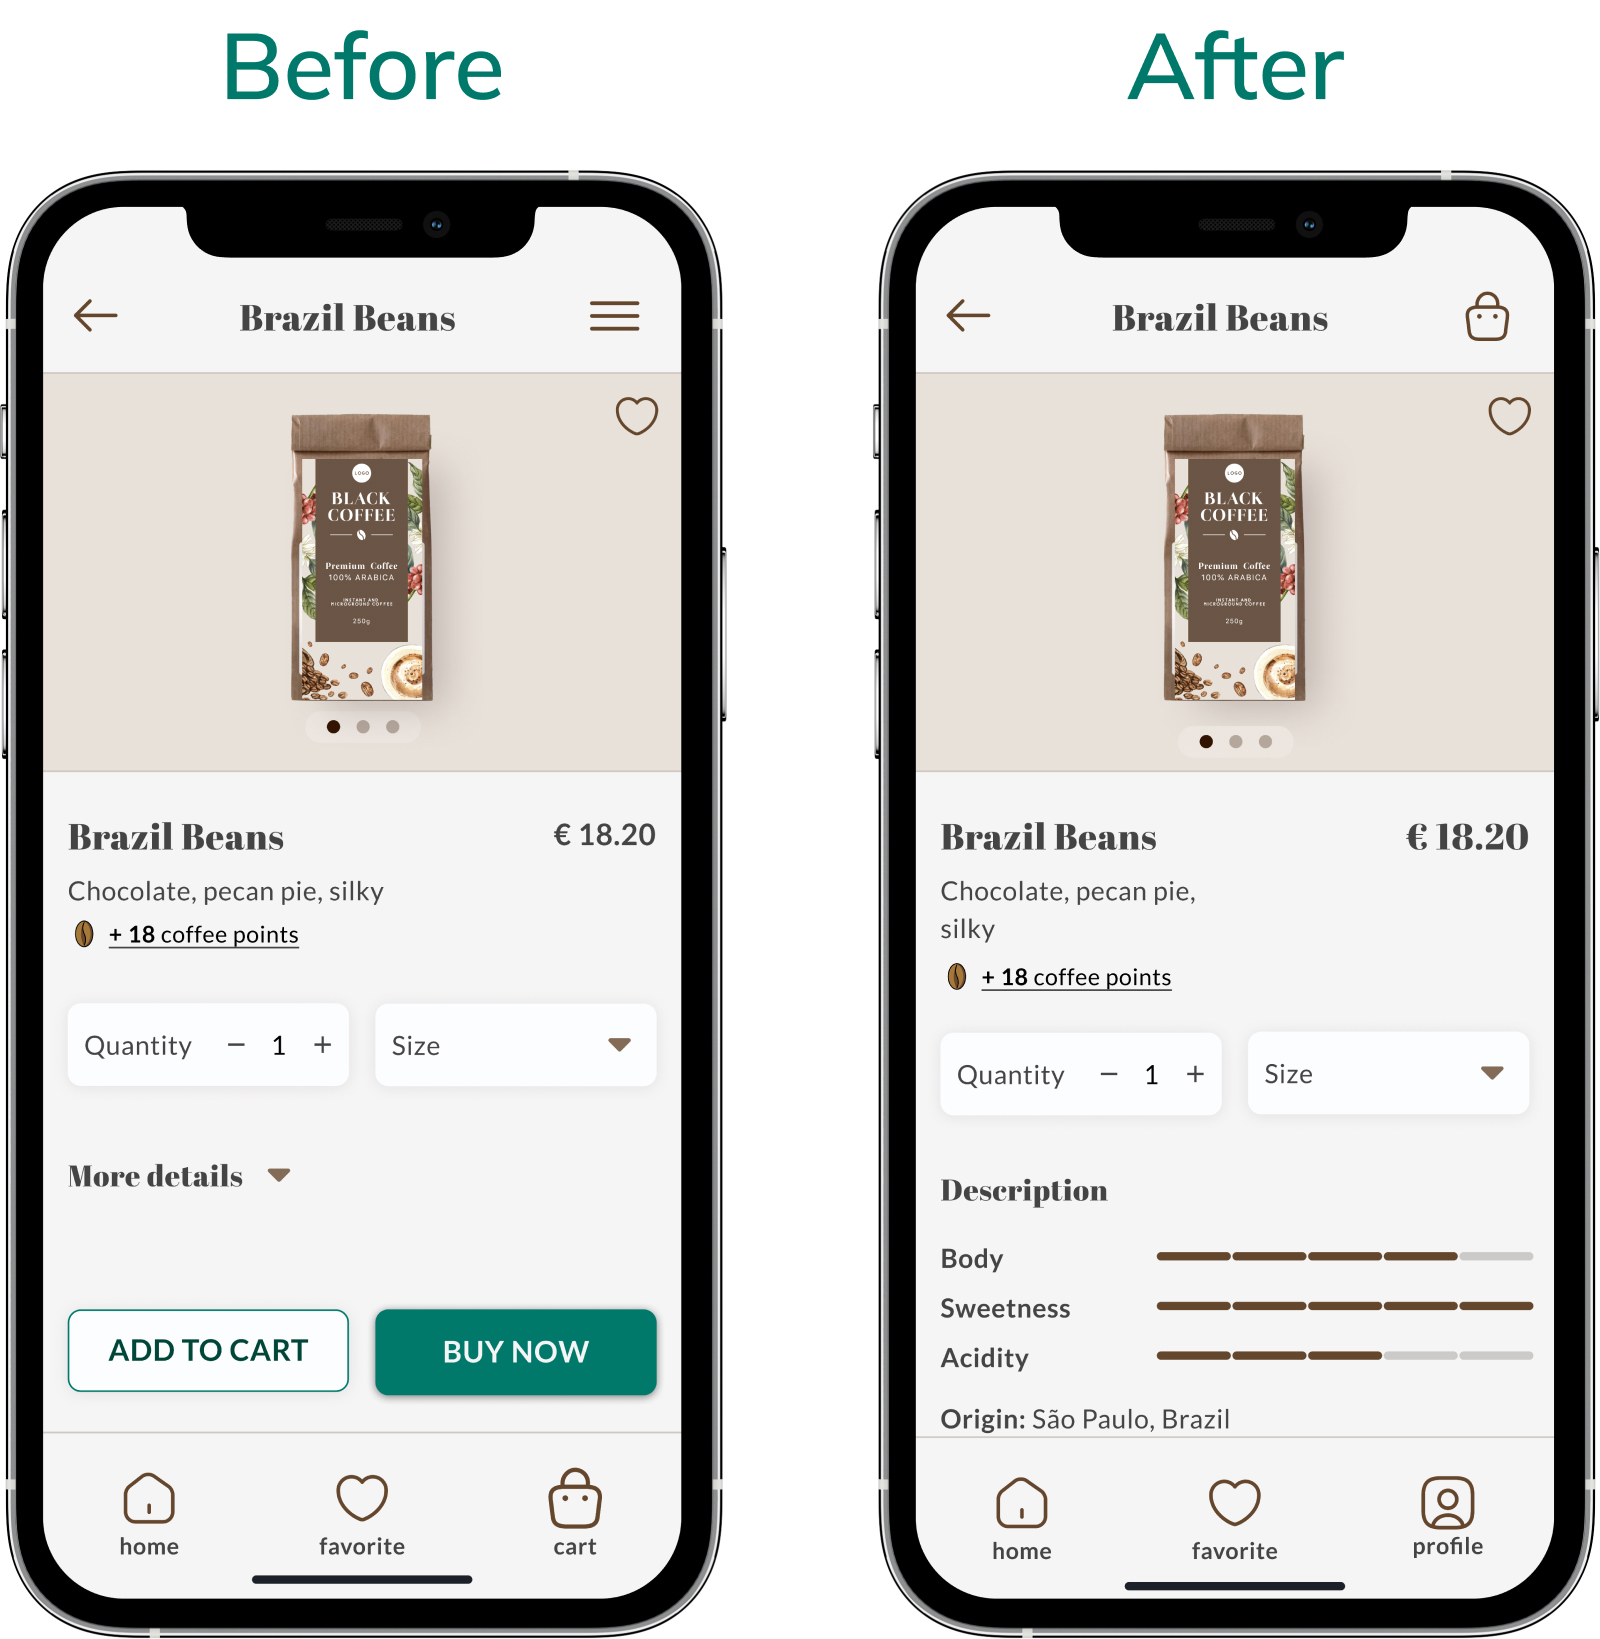 Before
Brazil Beans
LOGO
BLACK
COFFEE
Premium Coffee
100% ARABICA
INSTANT AND
MICROGROUND COFFEE
250g
Brazil Beans
€ 18.20
Chocolate, pecan pie, silky
+ 18 coffee points
Quantity − 1 +
Size
More details
ADD TO CART
BUY NOW
home
favorite
cart
After
Brazil Beans
LOGO
BLACK
COFFEE
Premium Coffee
100% ARABICA
INSTANT AND
MICROGROUND COFFEE
250g
Brazil Beans
€ 18.20
Chocolate, pecan pie,
silky
+ 18 coffee points
Quantity − 1 +
Size
Description
Body
Sweetness
Acidity
Origin: São Paulo, Brazil
home
favorite
profile